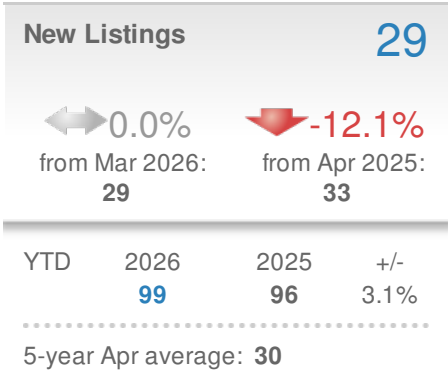 New Listings 29
0.0% -12.1%
from Mar 2026: from Apr 2025:
29 33
YTD 2026 2025 +/-
99 96 3.1%
5-year Apr average: 30